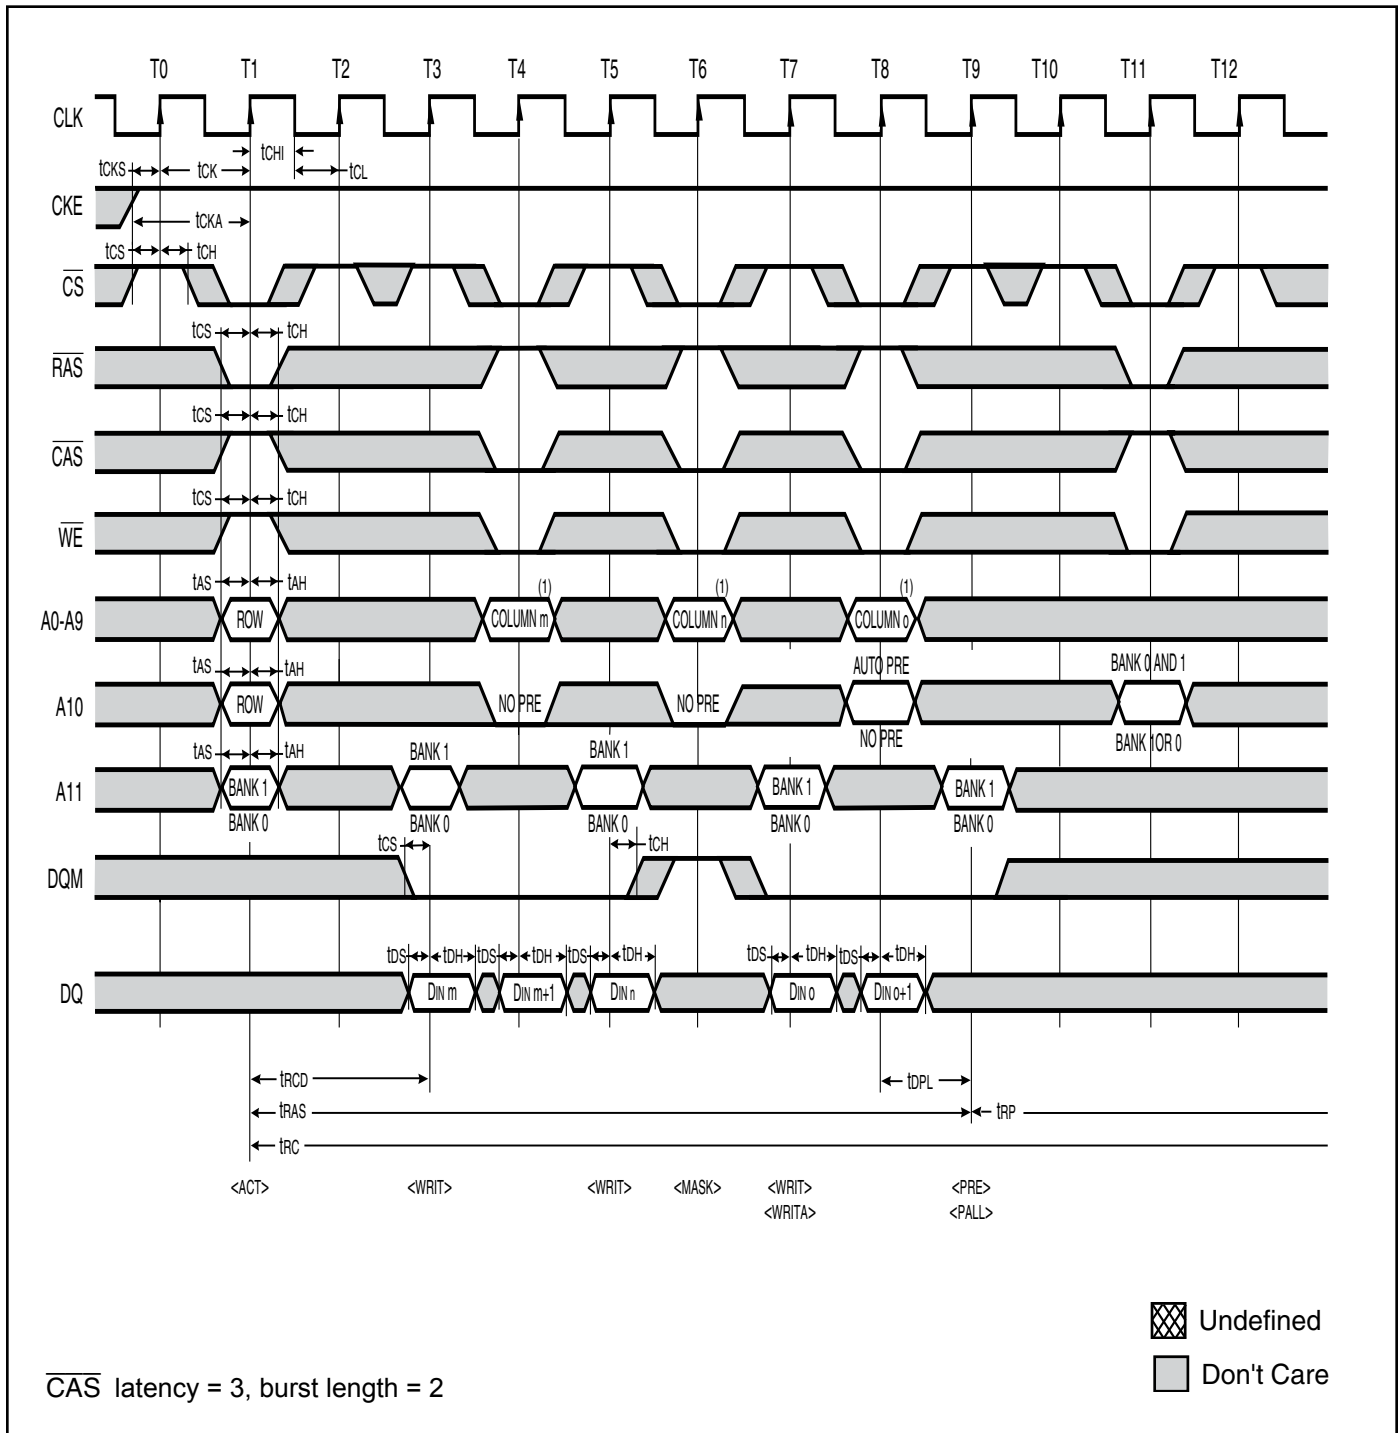 T0 T1 T2 T3 T4 T5 T6 T7 T8 T9 T10 T11 T12
CLK
tCHI
tCKS tCK tCL
CKE
tCKA
tCS tCH
CS
tCS tCH
RAS
tCS tCH
CAS
tCS tCH
WE
tAS tAH (1) (1) (1)
A0-A9 ROW COLUMN m COLUMN n COLUMN o
tAS tAH AUTO PRE BANK 0 AND 1
A10 ROW NO PRE NO PRE
NO PRE BANK 1 OR 0
tAS tAH BANK 1 BANK 1
A11 BANK 1 BANK 1 BANK 1
BANK 0 BANK 0 BANK 0 BANK 0 BANK 0
tCS tCH
DQM
tDS tDH tDS tDH tDS tDH tDS tDH tDS tDH
DQ DIN m DIN m+1 DIN n DIN o DIN o+1
tRCD tDPL
tRAS tRP
tRC
<ACT> <WRIT> <WRIT> <MASK> <WRIT> <PRE>
<WRITA> <PALL>
Undefined
Don't Care
CAS latency = 3, burst length = 2